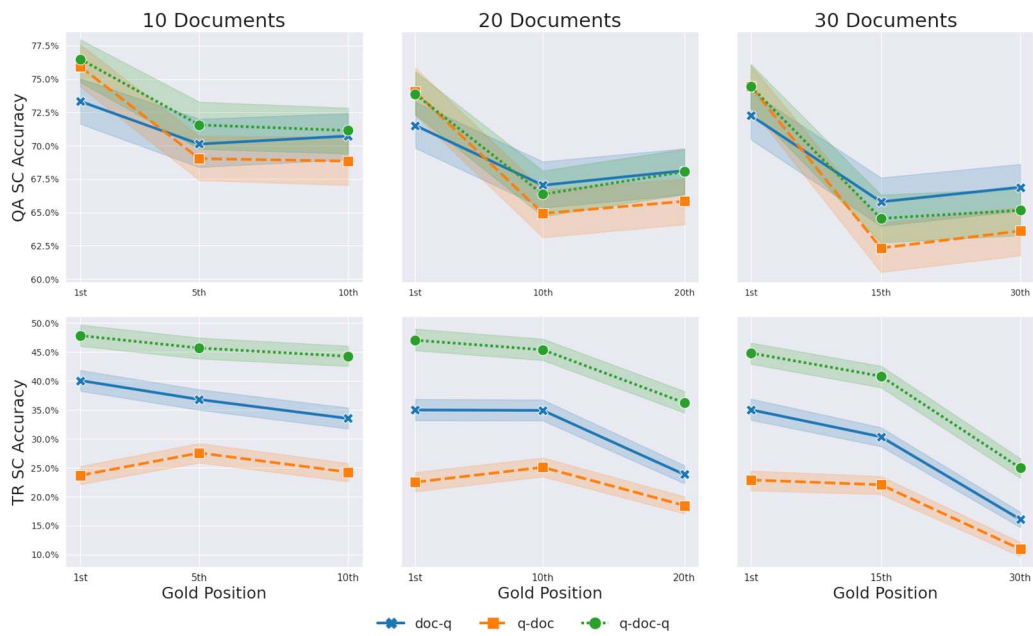 10 Documents
20 Documents
30 Documents
QA SC Accuracy
77.5%
75.0%
72.5%
70.0%
67.5%
65.0%
62.5%
60.0%
1st 5th 10th
1st 10th 20th
1st 15th 30th
TR SC Accuracy
50.0%
45.0%
40.0%
35.0%
30.0%
25.0%
20.0%
15.0%
10.0%
1st 5th 10th
1st 10th 20th
1st 15th 30th
Gold Position
Gold Position
Gold Position
doc-q q-doc q-doc-q